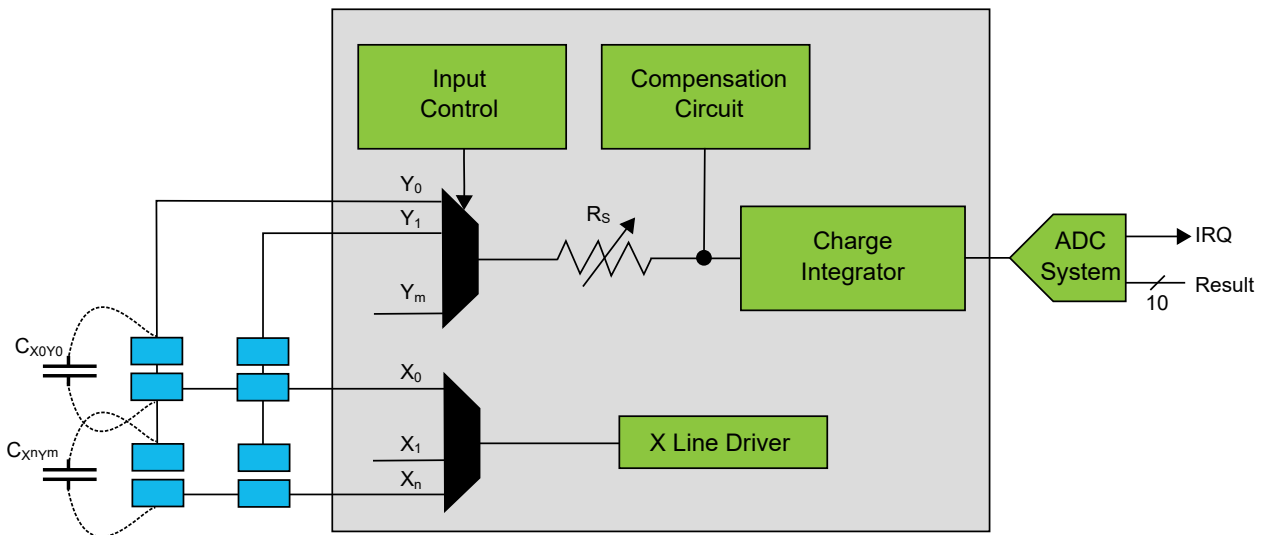 Input
Control
Compensation
Circuit
Y0
Y1
RS
Ym
Charge
Integrator
ADC
System
IRQ
Result
10
CX0Y0
X0
X Line Driver
X1
CXnYm
Xn